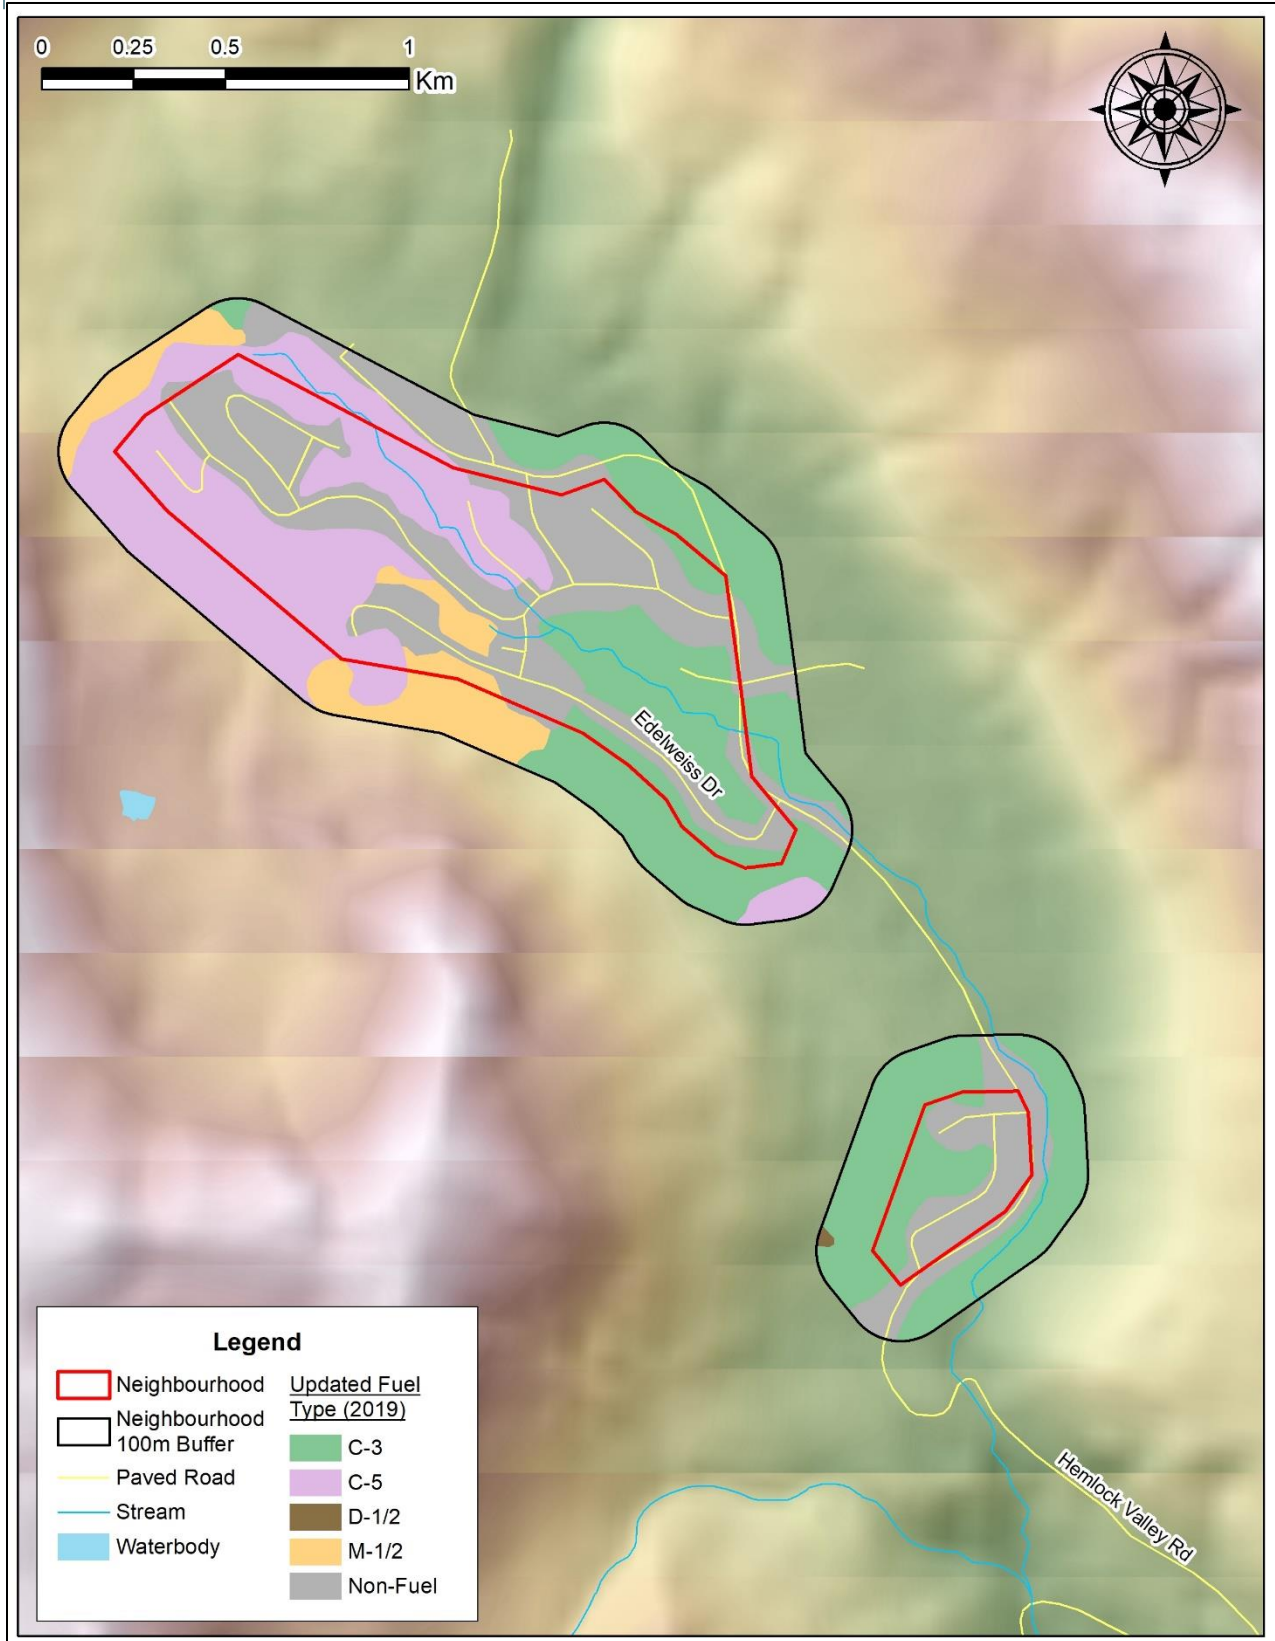 0 0.25 0.5 1
Km
Edelweiss Dr
Hemlock Valley Rd
Legend
Neighbourhood
Neighbourhood
100m Buffer
Paved Road
Stream
Waterbody
Updated Fuel
Type (2019)
C-3
C-5
D-1/2
M-1/2
Non-Fuel